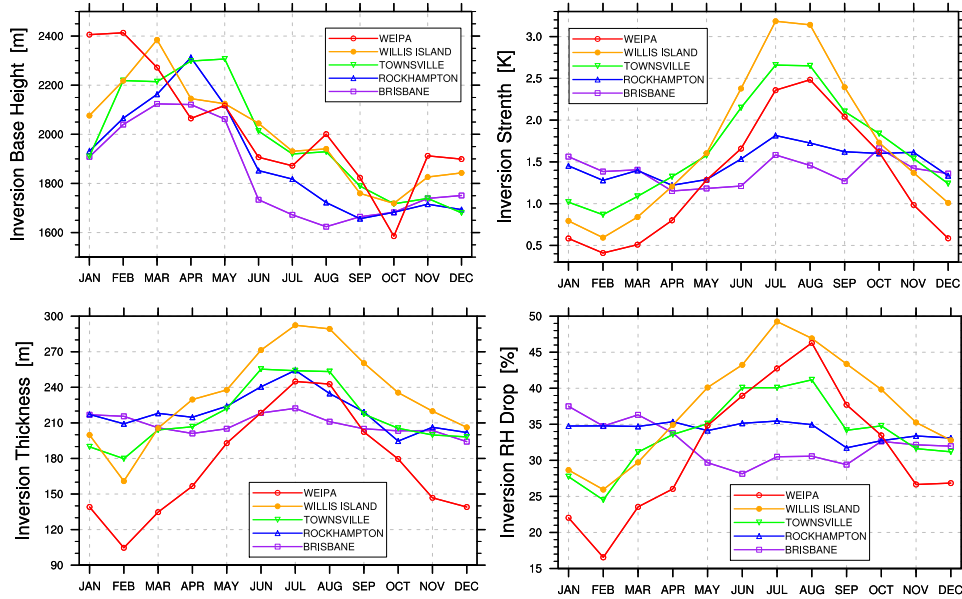 Inversion Base Height [m]
2400
2200
2000
1800
1600
WEIPA
WILLIS ISLAND
TOWNSVILLE
ROCKHAMPTON
BRISBANE
JAN FEB MAR APR MAY JUN JUL AUG SEP OCT NOV DEC
Inversion Strenth [K]
3.0
2.5
2.0
1.5
1.0
0.5
WEIPA
WILLIS ISLAND
TOWNSVILLE
ROCKHAMPTON
BRISBANE
JAN FEB MAR APR MAY JUN JUL AUG SEP OCT NOV DEC
Inversion Thickness [m]
300
270
240
210
180
150
120
90
WEIPA
WILLIS ISLAND
TOWNSVILLE
ROCKHAMPTON
BRISBANE
JAN FEB MAR APR MAY JUN JUL AUG SEP OCT NOV DEC
Inversion RH Drop [%]
50
45
40
35
30
25
20
15
WEIPA
WILLIS ISLAND
TOWNSVILLE
ROCKHAMPTON
BRISBANE
JAN FEB MAR APR MAY JUN JUL AUG SEP OCT NOV DEC